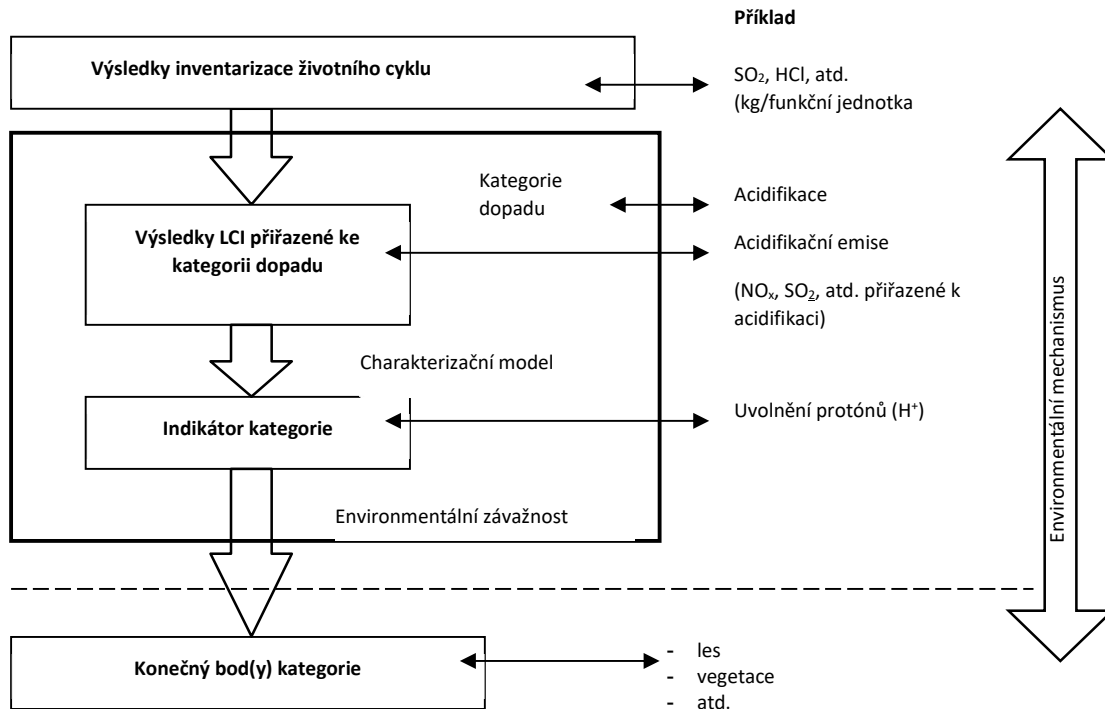 Příklad
Výsledky inventarizace životního cyklu
SO₂, HCl, atd.
(kg/funkční jednotka
Kategorie
dopadu
Acidifikace
Výsledky LCI přiřazené ke
kategorii dopadu
Acidifikační emise
(NOₓ, SO₂, atd. přiřazené k
acidifikaci)
Charakterizační model
Indikátor kategorie
Uvolnění protónů (H⁺)
Environmentální závažnost
Environmentální mechanismus
Konečný bod(y) kategorie
- les
- vegetace
- atd.